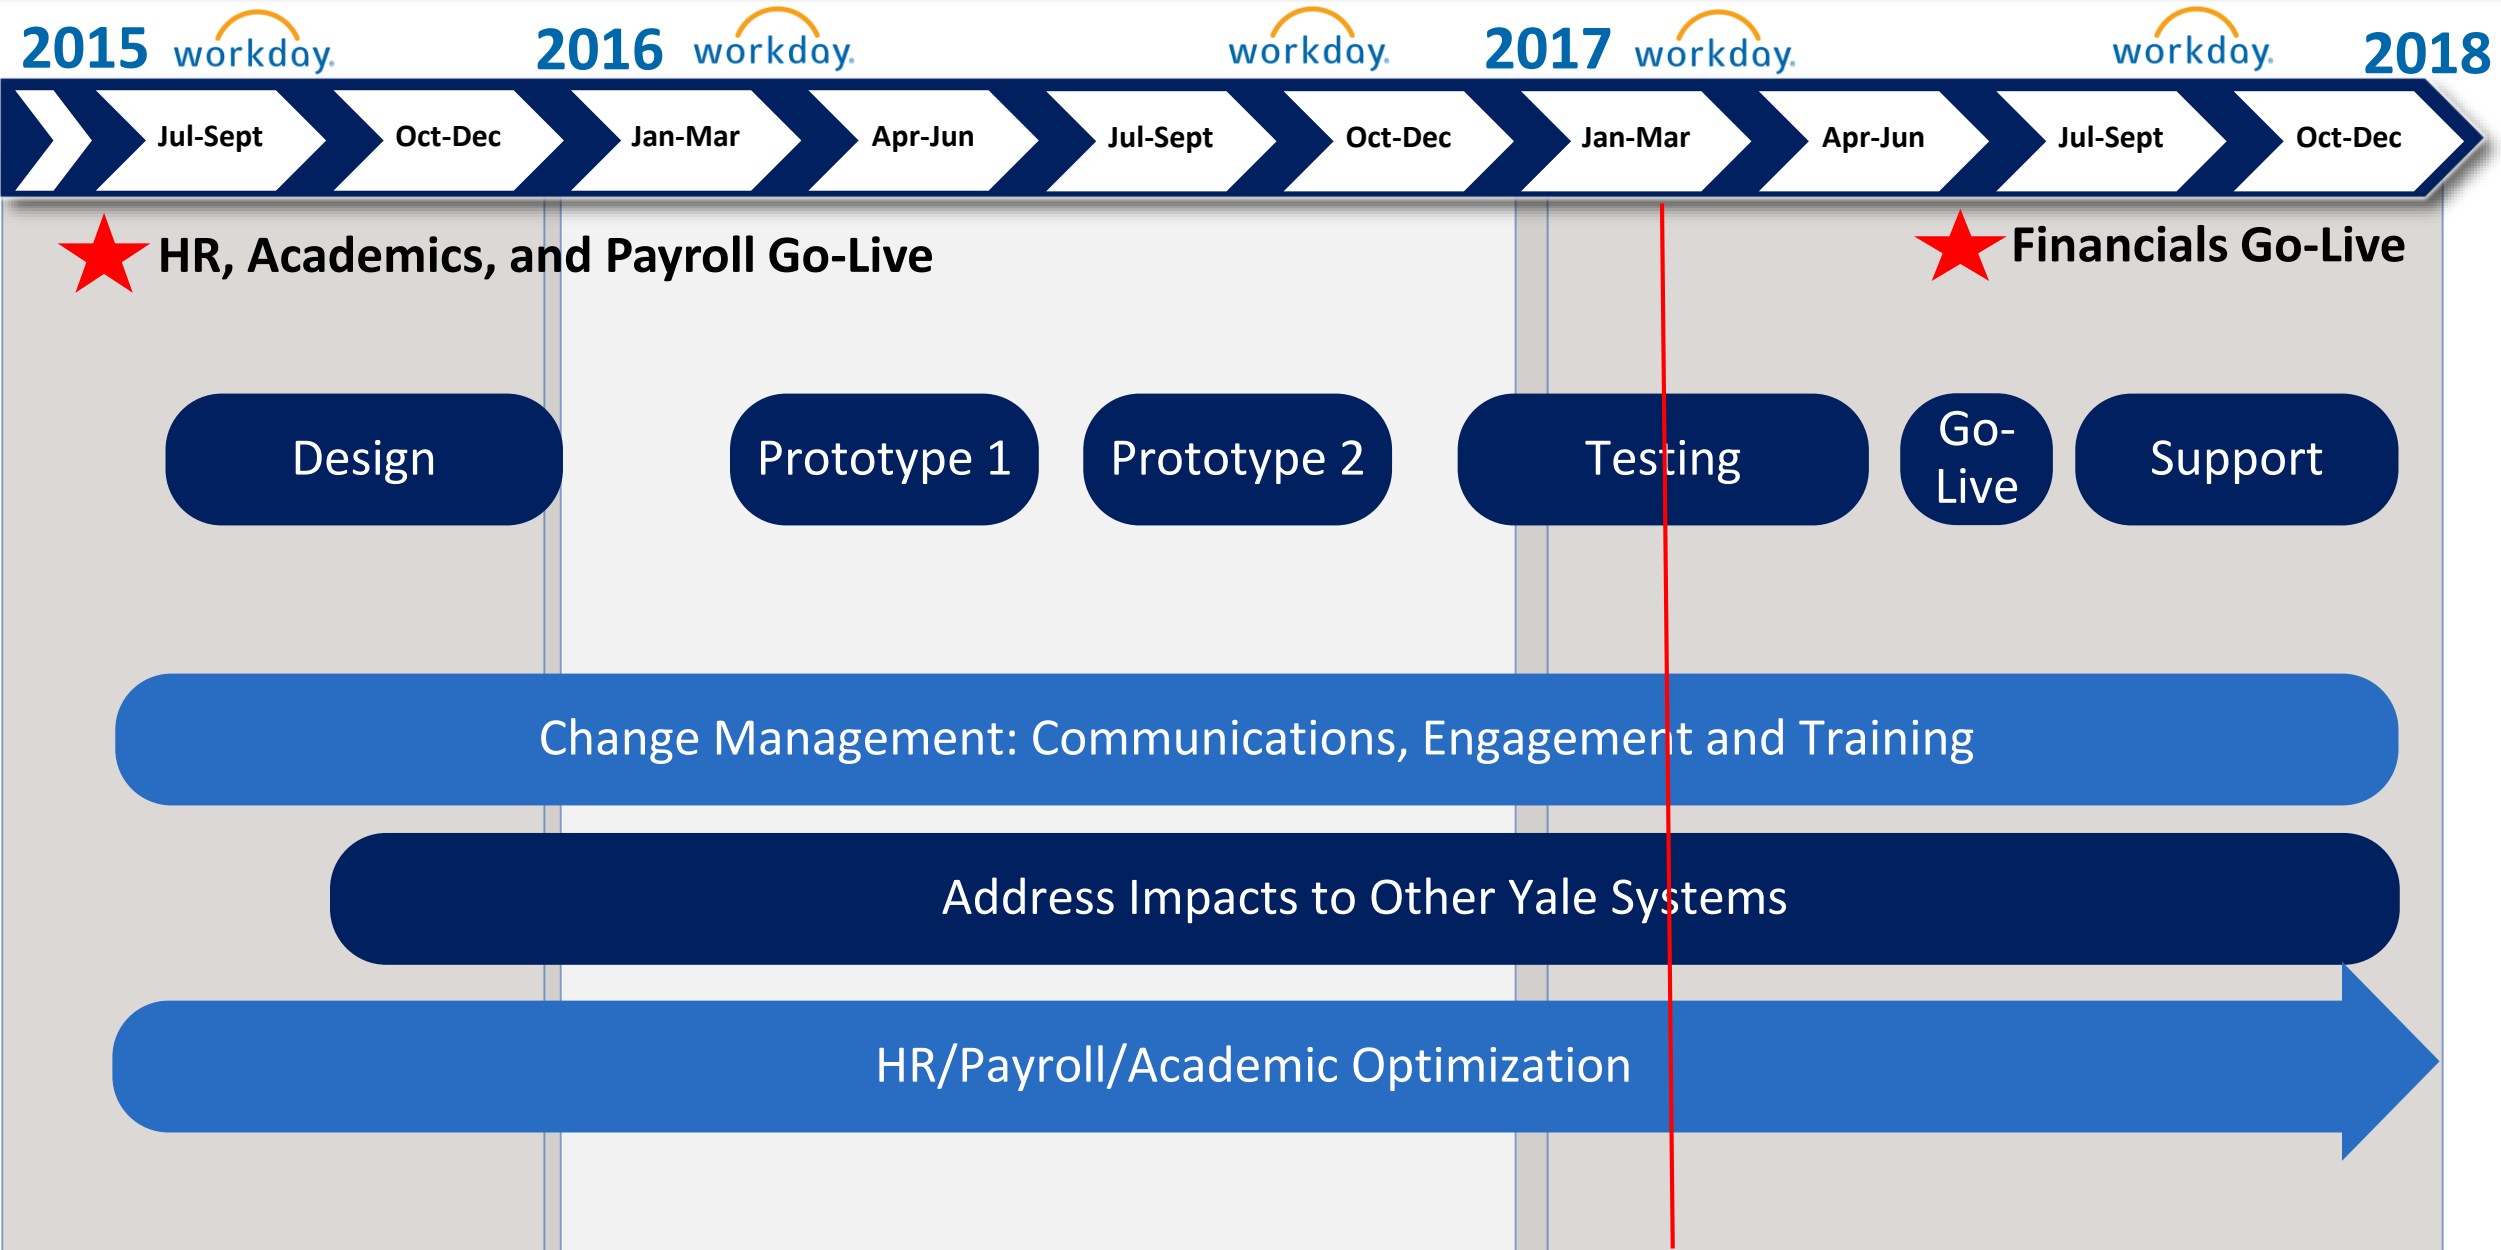 2015 workday. 2016 workday. workday. 2017 workday. workday. 2018
Jul-Sept Oct-Dec Jan-Mar Apr-Jun Jul-Sept Oct-Dec Jan-Mar Apr-Jun Jul-Sept Oct-Dec
HR, Academics, and Payroll Go-Live
Financials Go-Live
Design
Prototype 1
Prototype 2
Testing
Go-
Live
Support
Change Management: Communications, Engagement and Training
Address Impacts to Other Yale Systems
HR/Payroll/Academic Optimization